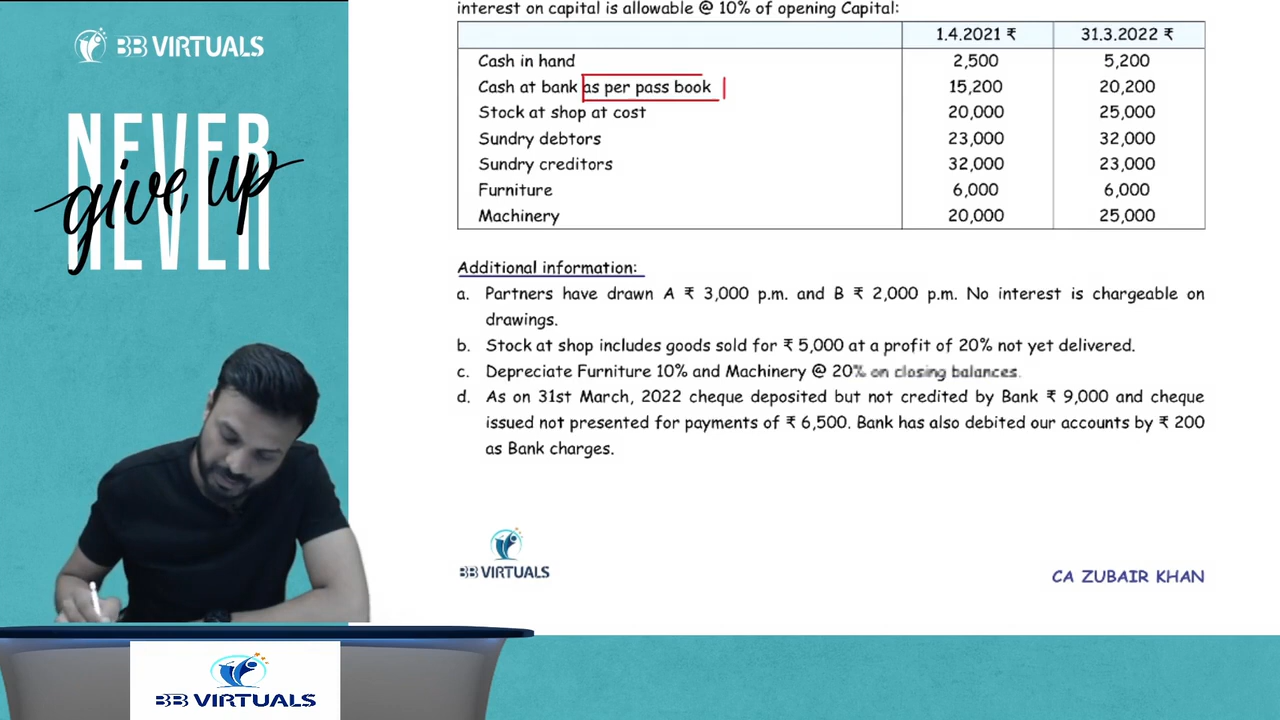 BB VIRTUALS
NEVER
give up
NEVER
interest on capital is allowable @ 10% of opening Capital:
1.4.2021 ₹ 31.3.2022 ₹
Cash in hand 2,500 5,200
Cash at bank as per pass book 15,200 20,200
Stock at shop at cost 20,000 25,000
Sundry debtors 23,000 32,000
Sundry creditors 32,000 23,000
Furniture 6,000 6,000
Machinery 20,000 25,000
Additional information:
a. Partners have drawn A ₹ 3,000 p.m. and B ₹ 2,000 p.m. No interest is chargeable on
drawings.
b. Stock at shop includes goods sold for ₹ 5,000 at a profit of 20% not yet delivered.
c. Depreciate Furniture 10% and Machinery @ 20% on closing balances.
d. As on 31st March, 2022 cheque deposited but not credited by Bank ₹ 9,000 and cheque
issued not presented for payments of ₹ 6,500. Bank has also debited our accounts by ₹ 200
as Bank charges.
BB VIRTUALS
CA ZUBAIR KHAN
BB VIRTUALS